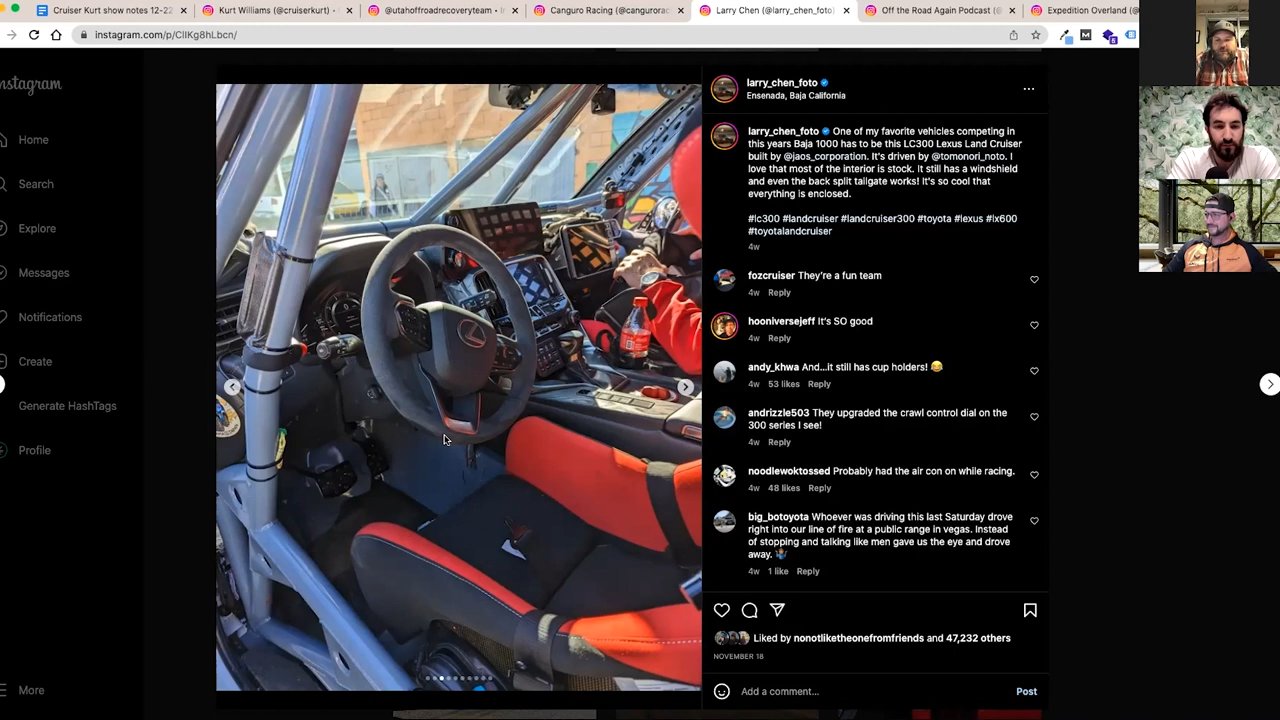 Cruiser Kurt show notes 12-22
Kurt Williams (@cruiserkurt) •
@utahoffroadrecoveryteam • In
Canguro Racing (@cangurorac
Larry Chen (@larry_chen_foto)
Off the Road Again Podcast (@
Expedition Overland (@
instagram.com/p/ClIKg8hLbcn/
nstagram
Home
Search
Explore
Messages
Notifications
Create
Generate HashTags
Profile
More
larry_chen_foto
Ensenada, Baja California
larry_chen_foto One of my favorite vehicles competing in
this years Baja 1000 has to be this LC300 Lexus Land Cruiser
built by @jaos_corporation. It's driven by @tomonori_noto. I
love that most of the interior is stock. It still has a windshield
and even the back split tailgate works! It's so cool that
everything is enclosed.
#lc300 #landcruiser #landcruiser300 #toyota #lexus #lx600
#toyotalandcruiser
4w
fozcruiser They're a fun team
4w Reply
hooniversejeff It's SO good
4w Reply
andy_khwa And...it still has cup holders! 😂
4w 53 likes Reply
andrizzle503 They upgraded the crawl control dial on the
300 series I see!
4w Reply
noodlewoktossed Probably had the air con on while racing.
4w 48 likes Reply
big_botoyota Whoever was driving this last Saturday drove
right into our line of fire at a public range in vegas. Instead
of stopping and talking like men gave us the eye and drove
away. 🤷
4w 1 like Reply
Liked by nonotliketheonefromfriends and 47,232 others
NOVEMBER 18
Add a comment...
Post